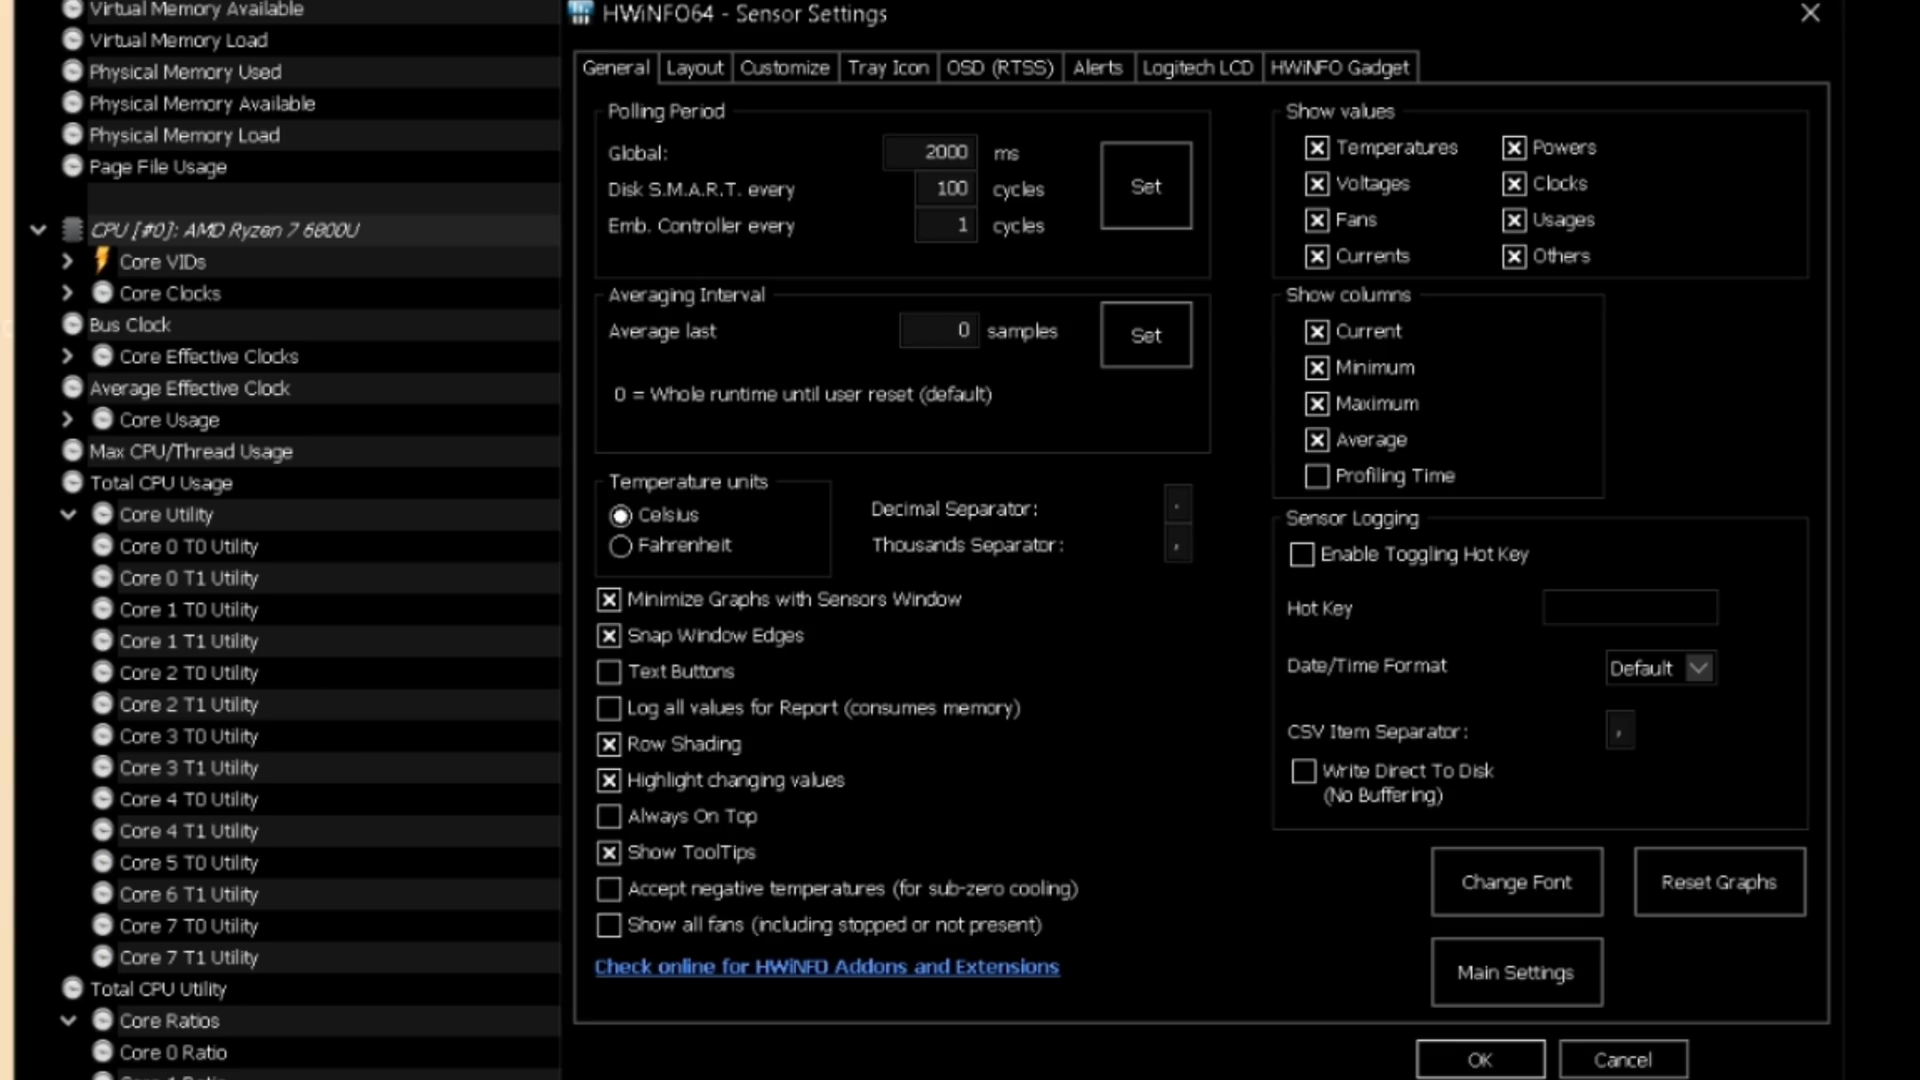 Virtual Memory Available
Virtual Memory Load
Physical Memory Used
Physical Memory Available
Physical Memory Load
Page File Usage
CPU [#0]: AMD Ryzen 7 6800U
Core VIDs
Core Clocks
Bus Clock
Core Effective Clocks
Average Effective Clock
Core Usage
Max CPU/Thread Usage
Total CPU Usage
Core Utility
Core 0 T0 Utility
Core 0 T1 Utility
Core 1 T0 Utility
Core 1 T1 Utility
Core 2 T0 Utility
Core 2 T1 Utility
Core 3 T0 Utility
Core 3 T1 Utility
Core 4 T0 Utility
Core 4 T1 Utility
Core 5 T0 Utility
Core 6 T1 Utility
Core 7 T0 Utility
Core 7 T1 Utility
Total CPU Utility
Core Ratios
Core 0 Ratio
HWiNFO64 - Sensor Settings
General Layout Customize Tray Icon OSD (RTSS) Alerts Logitech LCD HWiNFO Gadget
Polling Period
Global: 2000 ms
Disk S.M.A.R.T. every 100 cycles
Emb. Controller every 1 cycles
Set
Averaging Interval
Average last 0 samples
Set
0 = Whole runtime until user reset (default)
Temperature units
Celsius
Fahrenheit
Decimal Separator: .
Thousands Separator: ,
Minimize Graphs with Sensors Window
Snap Window Edges
Text Buttons
Log all values for Report (consumes memory)
Row Shading
Highlight changing values
Always On Top
Show ToolTips
Accept negative temperatures (for sub-zero cooling)
Show all fans (including stopped or not present)
Check online for HWiNFO Addons and Extensions
Show values
Temperatures Powers
Voltages Clocks
Fans Usages
Currents Others
Show columns
Current
Minimum
Maximum
Average
Profiling Time
Sensor Logging
Enable Toggling Hot Key
Hot Key
Date/Time Format Default
CSV Item Separator: ,
Write Direct To Disk
(No Buffering)
Change Font Reset Graphs
Main Settings
OK Cancel